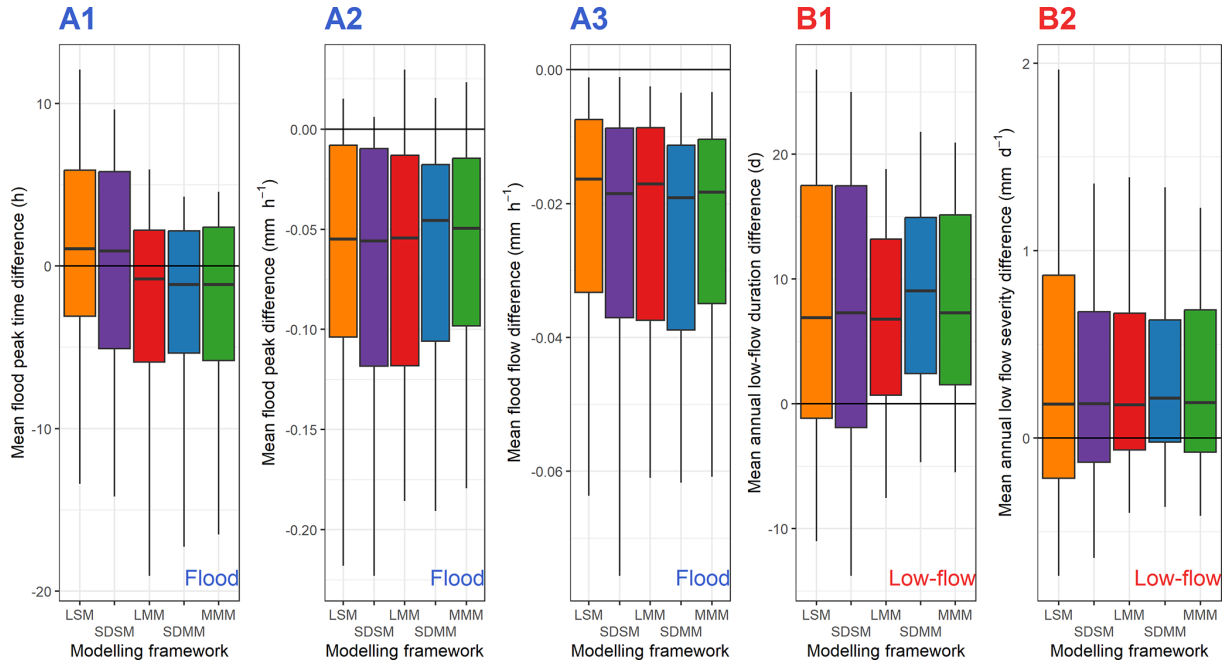 A1
A2
A3
B1
B2
Mean flood peak time difference (h)
10
0
-10
-20
Flood
LSM
SDSM
LMM
SDMM
MMM
Modelling framework
Mean flood peak difference (mm h⁻¹)
0.00
-0.05
-0.10
-0.15
-0.20
Flood
LSM
SDSM
LMM
SDMM
MMM
Modelling framework
Mean flood flow difference (mm h⁻¹)
0.00
-0.02
-0.04
-0.06
Flood
LSM
SDSM
LMM
SDMM
MMM
Modelling framework
Mean annual low-flow duration difference (d)
20
10
0
-10
Low-flow
LSM
SDSM
LMM
SDMM
MMM
Modelling framework
Mean annual low flow severity difference (mm d⁻¹)
2
1
0
Low-flow
LSM
SDSM
LMM
SDMM
MMM
Modelling framework